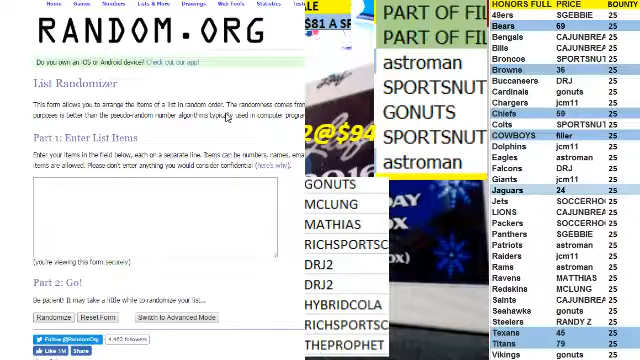 Home Games Numbers Lists & More Drawings Web Tools Statistics
RANDOM.ORG
Do you own an iOS or Android device? Check out our app!
List Randomizer
This form allows you to arrange the items of a list in random order. The randomness comes from
purposes is better than the pseudo-random number algorithms typically used in computer
Part 1: Enter List Items
Enter your items in the field below, each on a separate line. Items can be numbers, names,
items are allowed. Please don't enter anything you would consider confidential (here's why).
(you're viewing this form securely)
Part 2: Go!
Be patient! It may take a little while to randomize your list...
Randomize Reset Form Switch to Advanced Mode
Follow @RandomOrg 4,482 followers
Like 1M Share
$81 A
2@$94
GONUTS
MCLUNG
MATHIAS
RICHSPORTSC
DRJ2
DRJ2
HYBRIDCOLA
RICHSPORTSC
THEPROPHET
PART OF FIL
PART OF FIL
astroman
SPORTSNUT
GONUTS
SPORTSNUT
astroman
DAY
BOX
HONORS FULL PRICE BOUNTY
49ers SGEBBIE 25
Bears 69 25
Bengals CAJUNBREA 25
Bills CAJUNBREA 25
Broncos SPORTSNUT 25
Browns 36 25
Buccaneers DRJ 25
Cardinals gonuts 25
Chargers jcm11 25
Chiefs 59 25
Colts SPORTSNUT 25
COWBOYS filler 25
Dolphins jcm11 25
Eagles astroman 25
Falcons DRJ 25
Giants jcm11 25
Jaguars 24 25
Jets SOCCERHO 25
LIONS CAJUNBREA 25
Packers SOCCERHO 25
Panthers SGEBBIE 25
Patriots astroman 25
Raiders jcm11 25
Rams astroman 25
Ravens MATTHIAS 25
Redskins MCLUNG 25
Saints CAJUNBREA 25
Seahawks gonuts 25
Steelers RANDY Z 25
Texans 45 25
Titans 79 25
Vikings gonuts 25